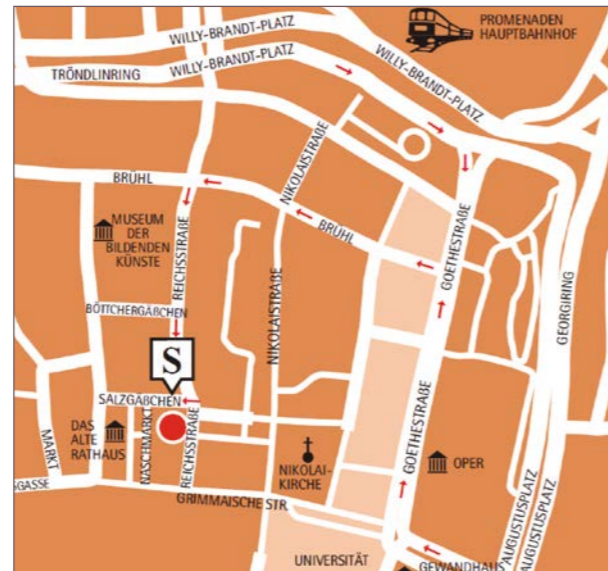 PROMENADEN
HAUPTBAHNHOF
WILLY-BRANDT-PLATZ
WILLY-BRANDT-PLATZ
WILLY-BRANDT-PLATZ
TRÖNDLINRING
NIKOLAISTRAßE
BRÜHL
BRÜHL
MUSEUM
DER
BILDENDEN
KÜNSTE
REICHSSTRAßE
GOETHESTRAßE
GEORGIRING
BÖTTCHERGÄßCHEN
NIKOLAISTRAßE
S
SALZGÄßCHEN
DAS
ALTE
RATHAUS
MARKT
NASCHMARKT
REICHSSTRAßE
NIKOLAI-
KIRCHE
GOETHESTRAßE
OPER
SGASSE
GRIMMAISCHE STR.
AUGUSTUSPLATZ
AUGUSTUSPLATZ
UNIVERSITÄT
GEWANDHAUS